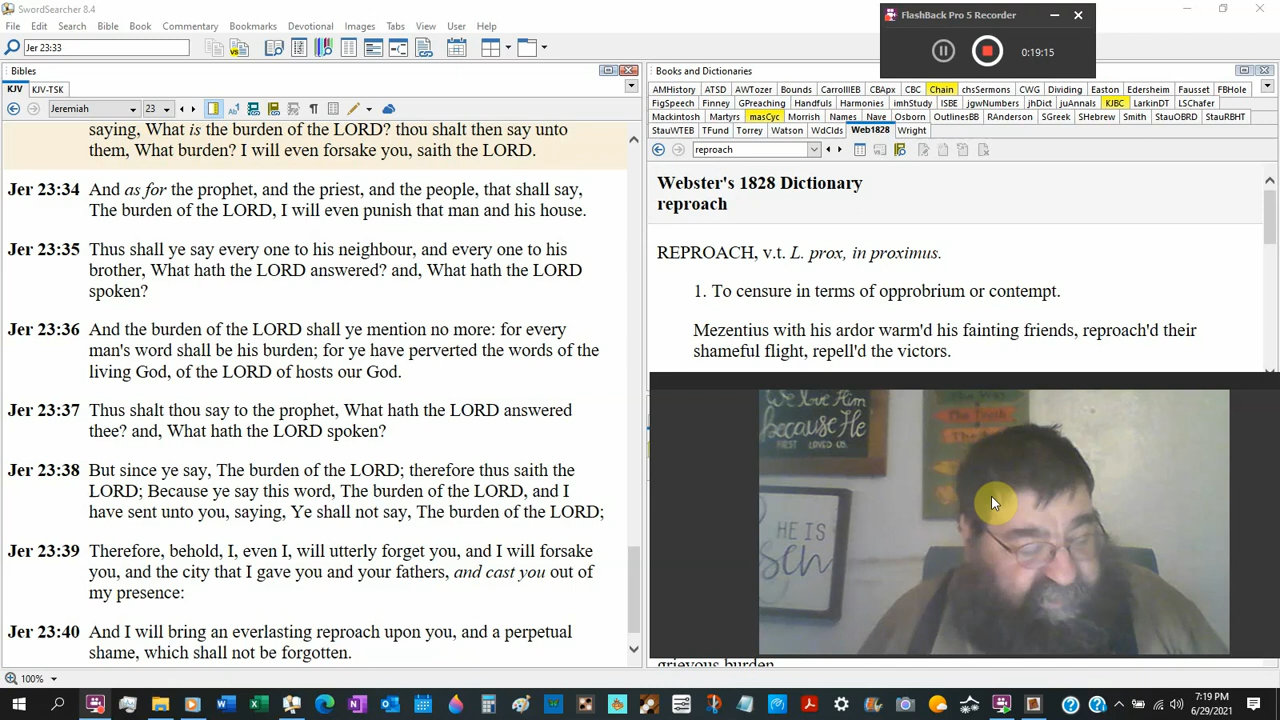 SwordSearcher 8.4
File Edit Search Bible Book Commentary Bookmarks Devotional Images Tabs View User Help
Jer 23:33
FlashBack Pro 5 Recorder
0:19:15
Bibles
KJV KJV-TSK
Jeremiah 23
saying, What is the burden of the LORD? thou shalt then say unto
them, What burden? I will even forsake you, saith the LORD.
Jer 23:34 And as for the prophet, and the priest, and the people, that shall say,
The burden of the LORD, I will even punish that man and his house.
Jer 23:35 Thus shall ye say every one to his neighbour, and every one to his
brother, What hath the LORD answered? and, What hath the LORD
spoken?
Jer 23:36 And the burden of the LORD shall ye mention no more: for every
man's word shall be his burden; for ye have perverted the words of the
living God, of the LORD of hosts our God.
Jer 23:37 Thus shalt thou say to the prophet, What hath the LORD answered
thee? and, What hath the LORD spoken?
Jer 23:38 But since ye say, The burden of the LORD; therefore thus saith the
LORD; Because ye say this word, The burden of the LORD, and I
have sent unto you, saying, Ye shall not say, The burden of the LORD;
Jer 23:39 Therefore, behold, I, even I, will utterly forget you, and I will forsake
you, and the city that I gave you and your fathers, and cast you out of
my presence:
Jer 23:40 And I will bring an everlasting reproach upon you, and a perpetual
shame, which shall not be forgotten.
100%
Books and Dictionaries
AMHistory ATSD AWTozer Bounds CarrollIEB CBApx CBC Chain chsSermons CWG Dividing Easton Edersheim Fausset FBHole
FigSpeech Finney GPreaching Handfuls Harmonies imhStudy ISBE jgwNumbers jhDict juAnnals KJBC LarkinDT LSChafer
Mackintosh Martyrs masCyc Morrish Names Nave Osborn OutlinesBB RAnderson SGreek SHebrew Smith StauOBRD StauRBHT
StauWTEB TFund Torrey Watson WdClds Web1828 Wright
reproach
Webster's 1828 Dictionary
reproach
REPROACH, v.t. L. prox, in proximus.
1. To censure in terms of opprobrium or contempt.
Mezentius with his ardor warm'd his fainting friends, reproach'd their
shameful flight, repell'd the victors.
We love Him
because He
FIRST LOVED US.
The Truth
HE IS
grievous burden
7:19 PM
6/29/2021